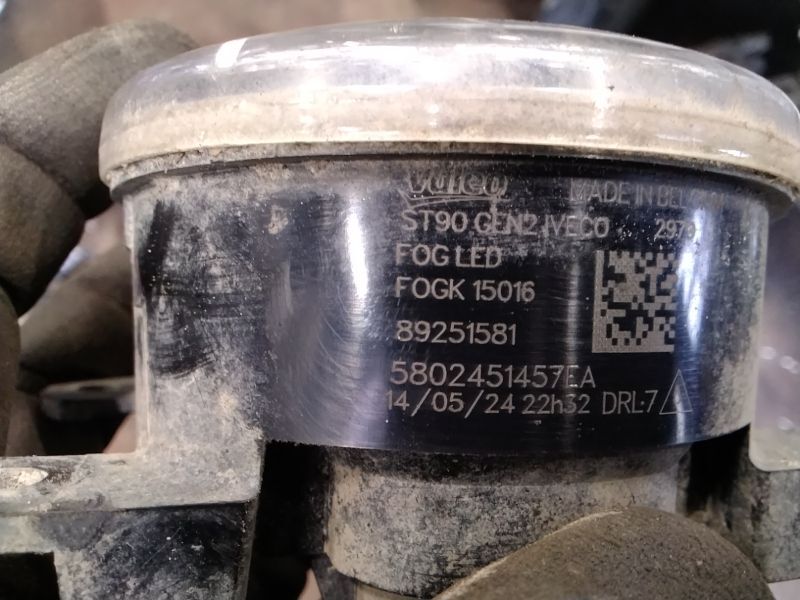 Valeo MADE IN
ST90 GEN2 IVECO
FOG LED
FOGK 15016
89251581
5802451457EA
14/05/24 22h32 DRL-7